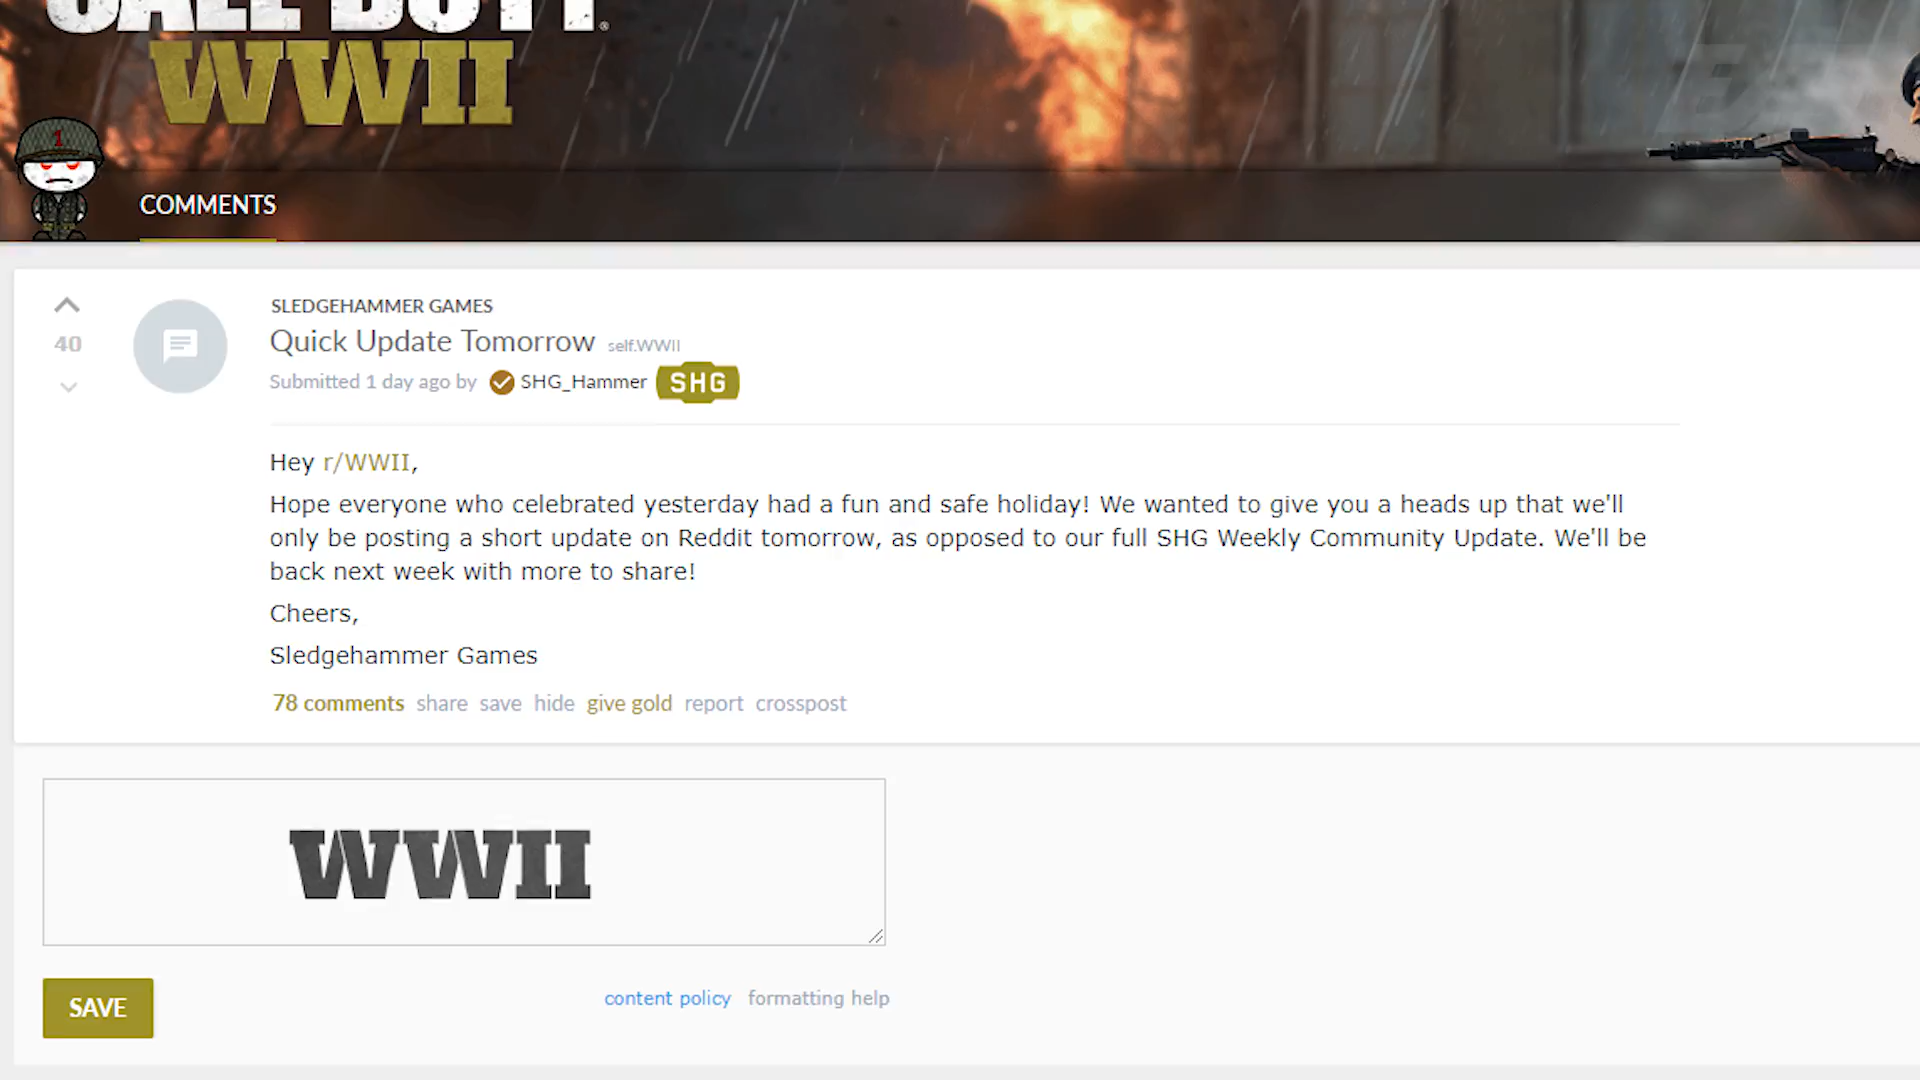 CALL DUTY®
WWII
1
COMMENTS
SLEDGEHAMMER GAMES
40
Quick Update Tomorrow self.WWII
Submitted 1 day ago by SHG_Hammer SHG
Hey r/WWII,
Hope everyone who celebrated yesterday had a fun and safe holiday! We wanted to give you a heads up that we'll
only be posting a short update on Reddit tomorrow, as opposed to our full SHG Weekly Community Update. We'll be
back next week with more to share!
Cheers,
Sledgehammer Games
78 comments share save hide give gold report crosspost
WWII
SAVE
content policy formatting help